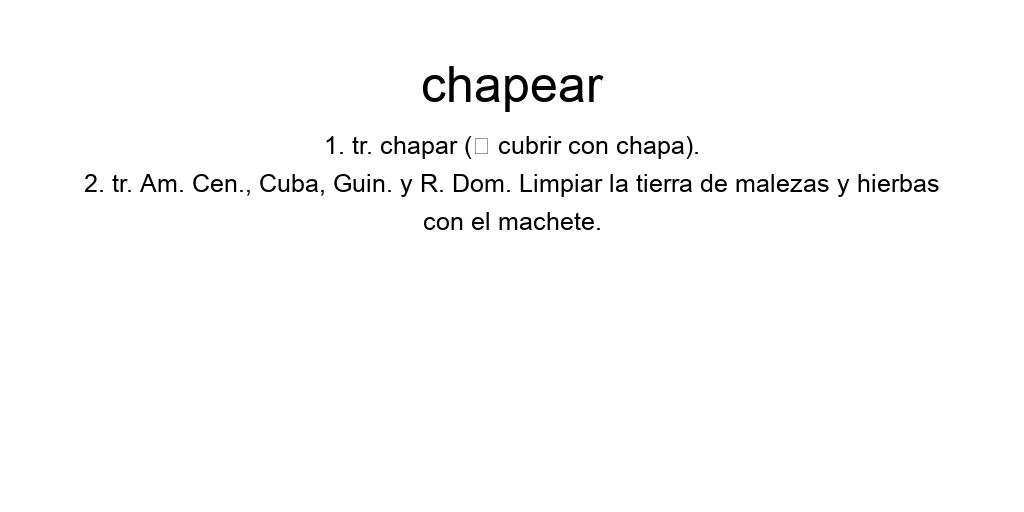 chapear
1. tr. chapar (▯ cubrir con chapa).
2. tr. Am. Cen., Cuba, Guin. y R. Dom. Limpiar la tierra de malezas y hierbas
con el machete.